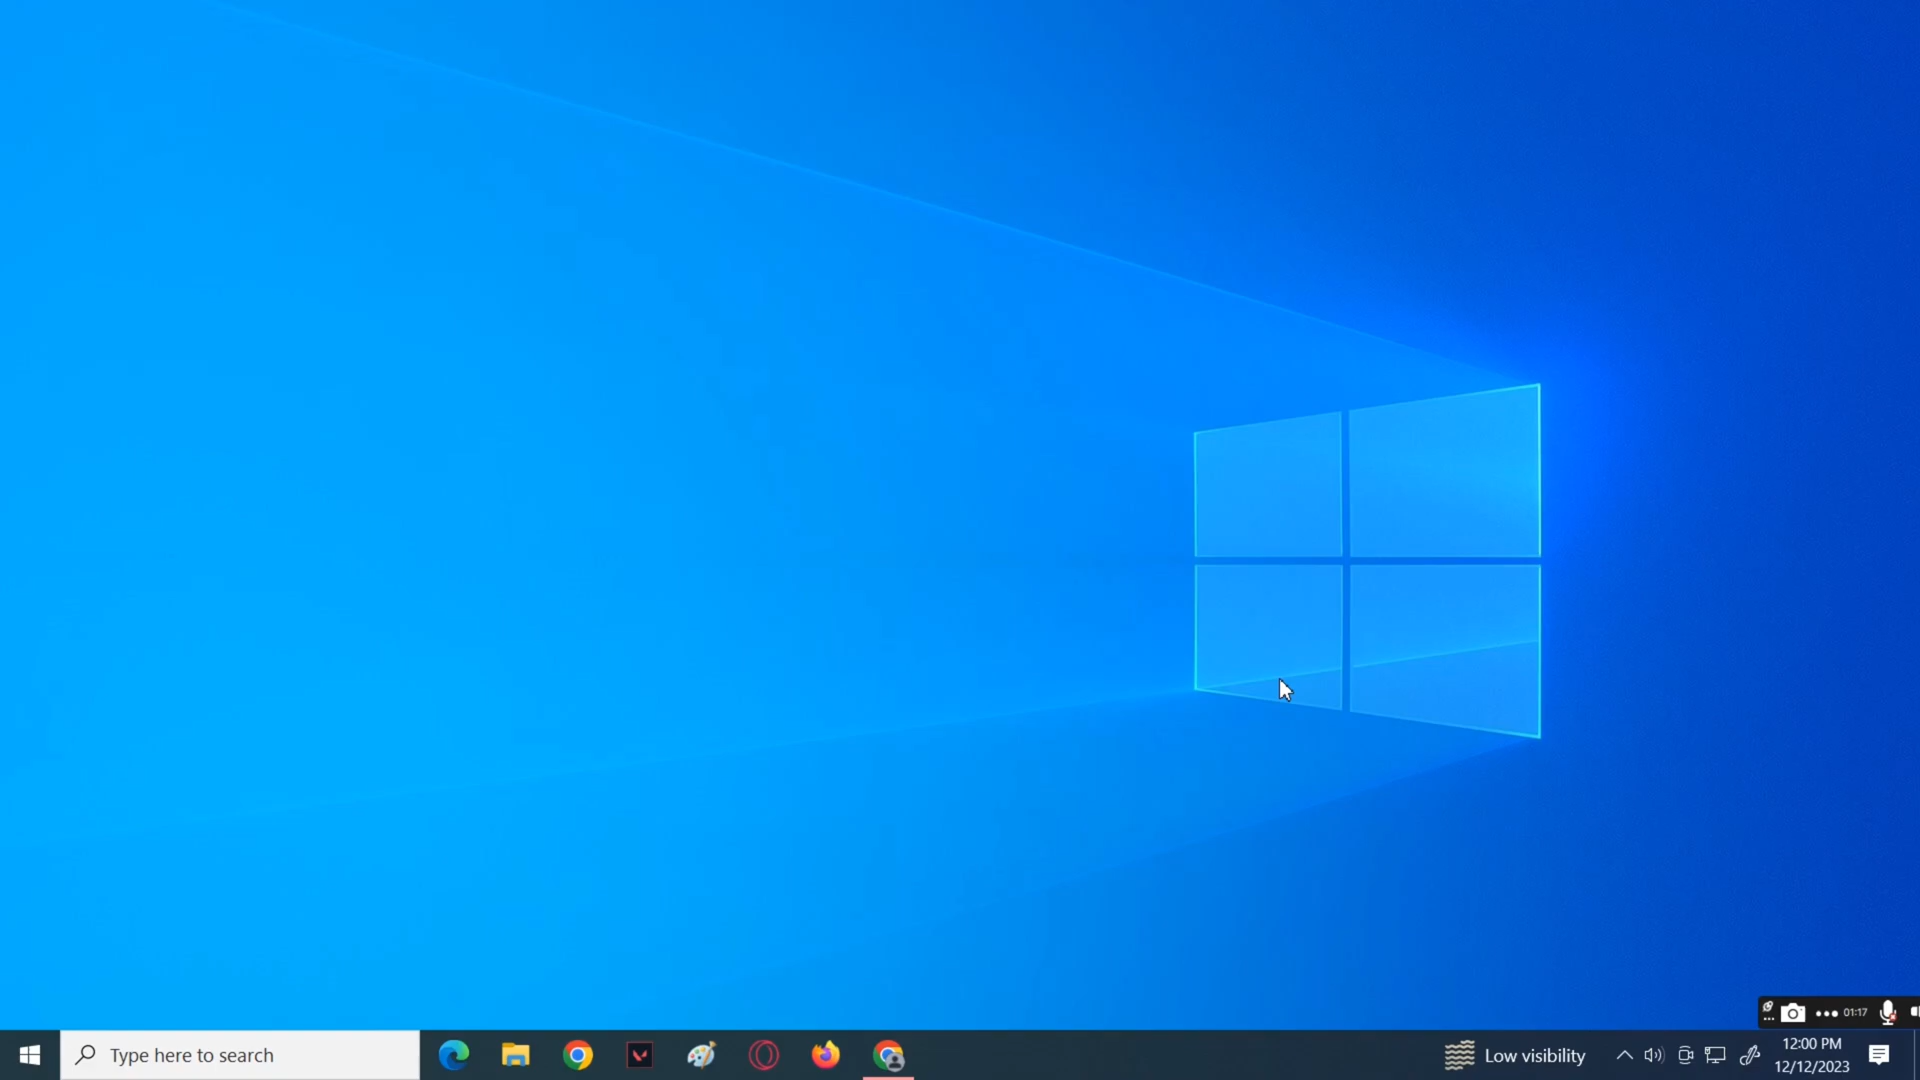 01:17
Type here to search
Low visibility
12:00 PM
12/12/2023